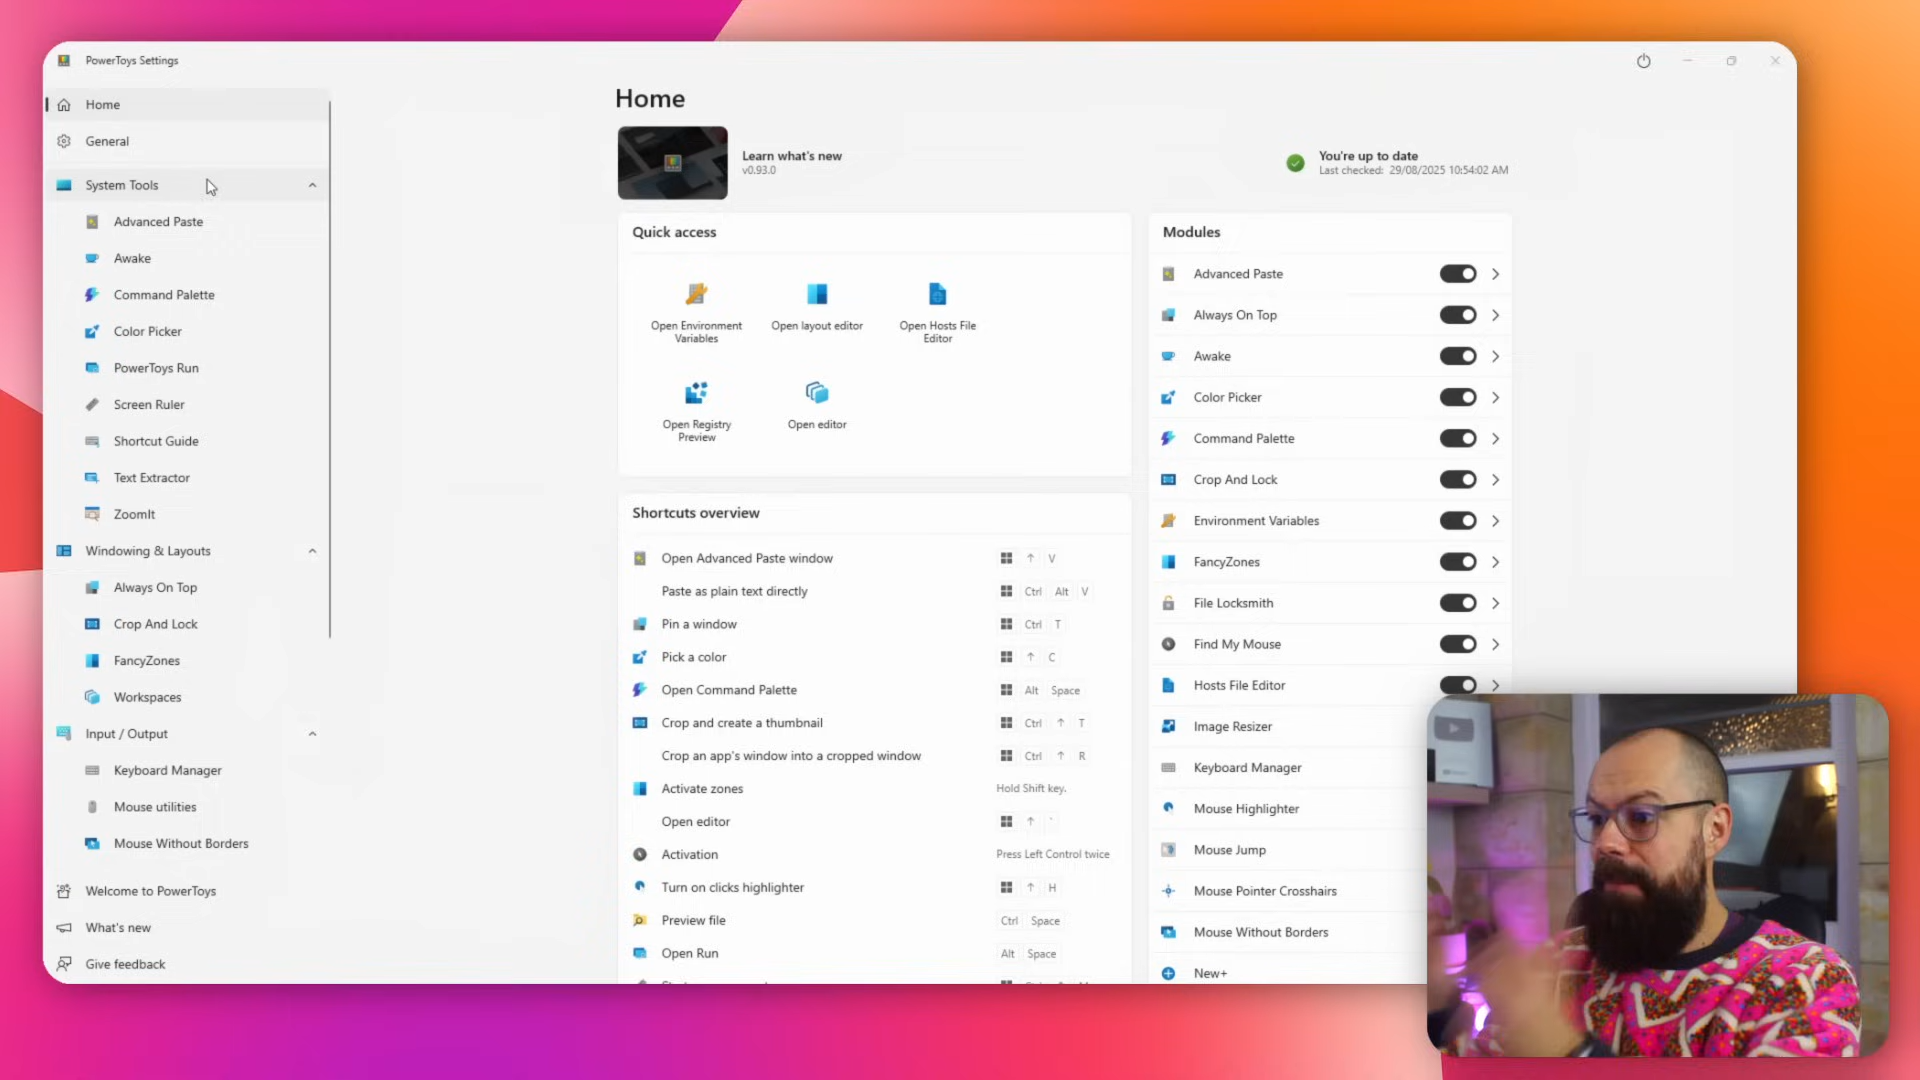 PowerToys Settings
Home
General
System Tools
Advanced Paste
Awake
Command Palette
Color Picker
PowerToys Run
Screen Ruler
Shortcut Guide
Text Extractor
ZoomIt
Windowing & Layouts
Always On Top
Crop And Lock
FancyZones
Workspaces
Input / Output
Keyboard Manager
Mouse utilities
Mouse Without Borders
Welcome to PowerToys
What's new
Give feedback
Home
Learn what's new
v0.93.0
You're up to date
Last checked: 29/08/2025 10:54:02 AM
Quick access
Open Environment
Variables
Open layout editor
Open Hosts File
Editor
Open Registry
Preview
Open editor
Shortcuts overview
Open Advanced Paste window ↑ V
Paste as plain text directly Ctrl Alt V
Pin a window Ctrl T
Pick a color ↑ C
Open Command Palette Alt Space
Crop and create a thumbnail Ctrl ↑ T
Crop an app's window into a cropped window Ctrl ↑ R
Activate zones Hold Shift key.
Open editor ↑ `
Activation Press Left Control twice
Turn on clicks highlighter ↑ H
Preview file Ctrl Space
Open Run Alt Space
Modules
Advanced Paste
Always On Top
Awake
Color Picker
Command Palette
Crop And Lock
Environment Variables
FancyZones
File Locksmith
Find My Mouse
Hosts File Editor
Image Resizer
Keyboard Manager
Mouse Highlighter
Mouse Jump
Mouse Pointer Crosshairs
Mouse Without Borders
New+